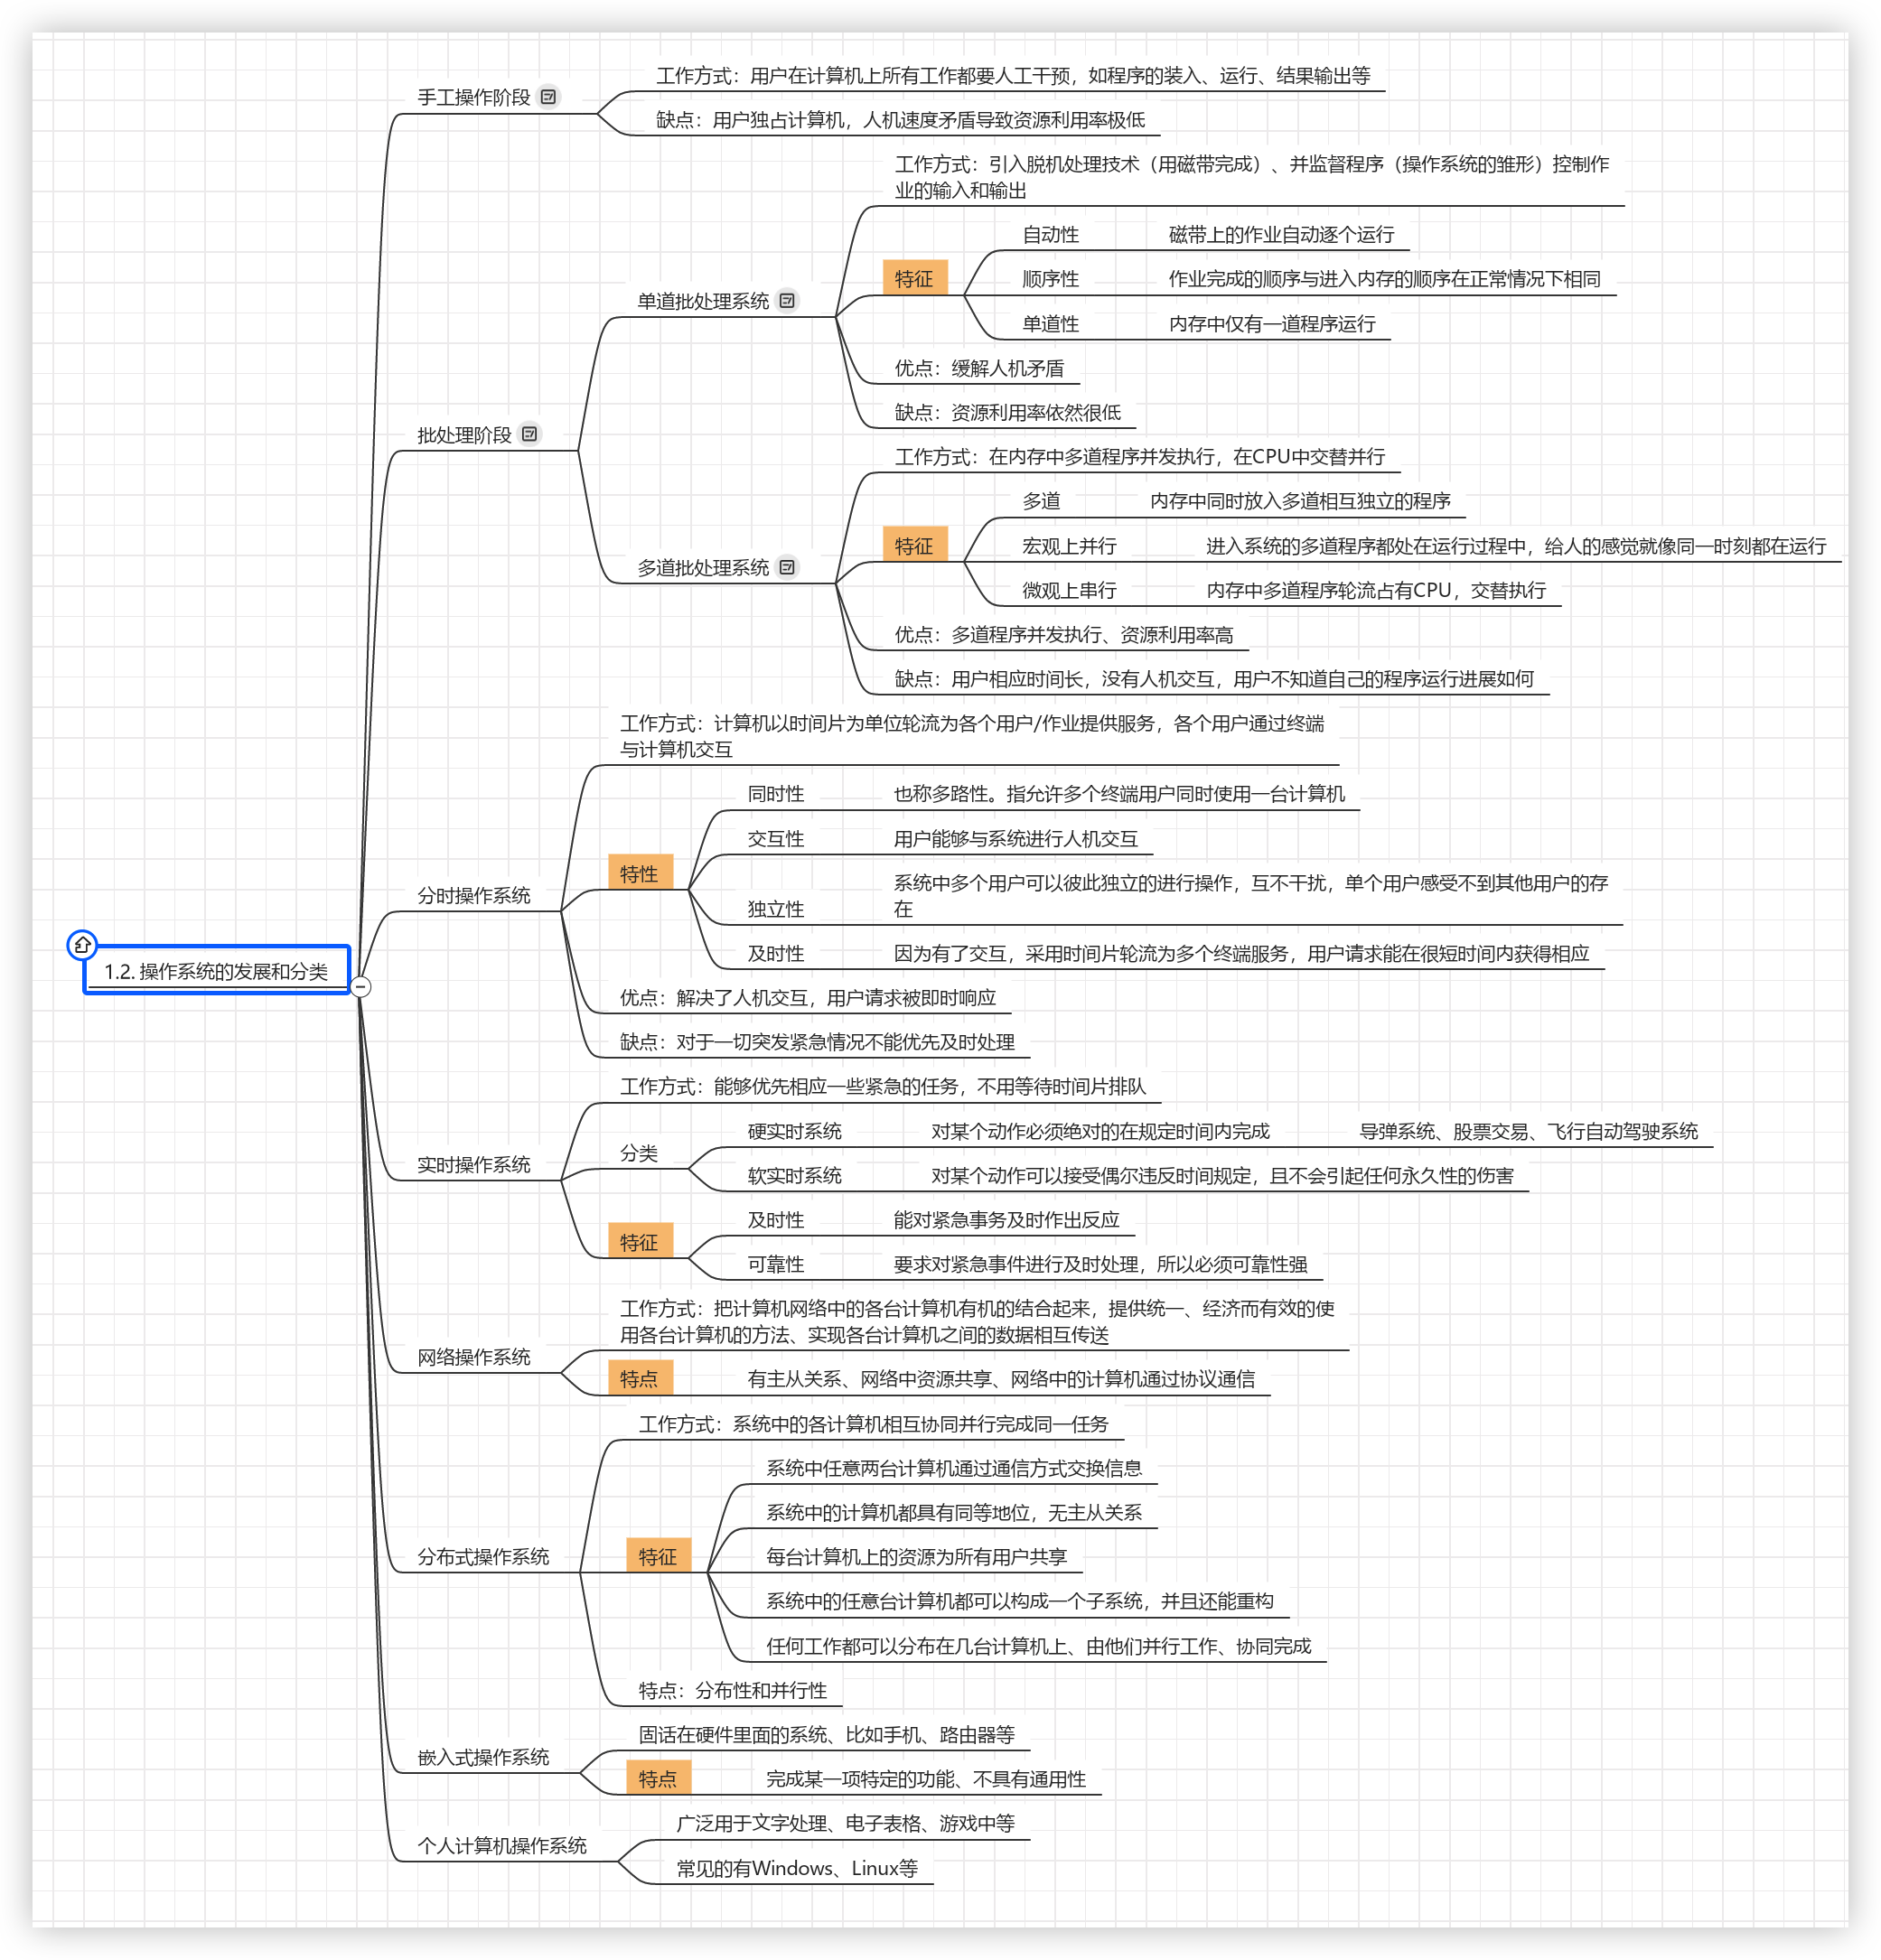 1.2. 操作系统的发展和分类
手工操作阶段
工作方式：用户在计算机上所有工作都要人工干预，如程序的装入、运行、结果输出等
缺点：用户独占计算机，人机速度矛盾导致资源利用率极低
批处理阶段
单道批处理系统
工作方式：引入脱机处理技术（用磁带完成）、并监督程序（操作系统的雏形）控制作
业的输入和输出
特征
自动性
磁带上的作业自动逐个运行
顺序性
作业完成的顺序与进入内存的顺序在正常情况下相同
单道性
内存中仅有一道程序运行
优点：缓解人机矛盾
缺点：资源利用率依然很低
多道批处理系统
工作方式：在内存中多道程序并发执行，在CPU中交替并行
特征
多道
内存中同时放入多道相互独立的程序
宏观上并行
进入系统的多道程序都处在运行过程中，给人的感觉就像同一时刻都在运行
微观上串行
内存中多道程序轮流占有CPU，交替执行
优点：多道程序并发执行、资源利用率高
缺点：用户相应时间长，没有人机交互，用户不知道自己的程序运行进展如何
分时操作系统
工作方式：计算机以时间片为单位轮流为各个用户/作业提供服务，各个用户通过终端
与计算机交互
特性
同时性
也称多路性。指允许多个终端用户同时使用一台计算机
交互性
用户能够与系统进行人机交互
独立性
系统中多个用户可以彼此独立的进行操作，互不干扰，单个用户感受不到其他用户的存
在
及时性
因为有了交互，采用时间片轮流为多个终端服务，用户请求能在很短时间内获得相应
优点：解决了人机交互，用户请求被即时响应
缺点：对于一切突发紧急情况不能优先及时处理
实时操作系统
工作方式：能够优先相应一些紧急的任务，不用等待时间片排队
分类
硬实时系统
对某个动作必须绝对的在规定时间内完成
导弹系统、股票交易、飞行自动驾驶系统
软实时系统
对某个动作可以接受偶尔违反时间规定，且不会引起任何永久性的伤害
特征
及时性
能对紧急事务及时作出反应
可靠性
要求对紧急事件进行及时处理，所以必须可靠性强
网络操作系统
工作方式：把计算机网络中的各台计算机有机的结合起来，提供统一、经济而有效的使
用各台计算机的方法、实现各台计算机之间的数据相互传送
特点
有主从关系、网络中资源共享、网络中的计算机通过协议通信
分布式操作系统
工作方式：系统中的各计算机相互协同并行完成同一任务
特征
系统中任意两台计算机通过通信方式交换信息
系统中的计算机都具有同等地位，无主从关系
每台计算机上的资源为所有用户共享
系统中的任意台计算机都可以构成一个子系统，并且还能重构
任何工作都可以分布在几台计算机上、由他们并行工作、协同完成
特点：分布性和并行性
嵌入式操作系统
固话在硬件里面的系统、比如手机、路由器等
特点
完成某一项特定的功能、不具有通用性
个人计算机操作系统
广泛用于文字处理、电子表格、游戏中等
常见的有Windows、Linux等